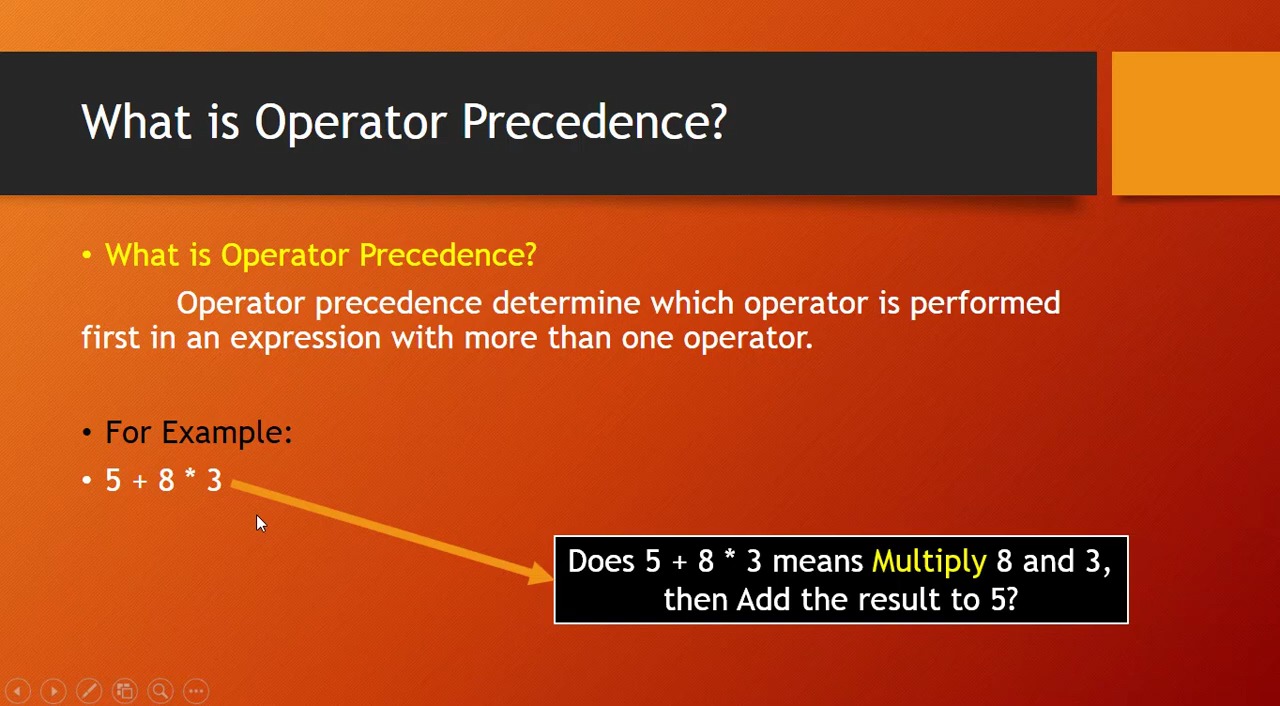 What is Operator Precedence?
• What is Operator Precedence?
Operator precedence determine which operator is performed
first in an expression with more than one operator.
• For Example:
• 5 + 8 * 3
Does 5 + 8 * 3 means Multiply 8 and 3,
then Add the result to 5?